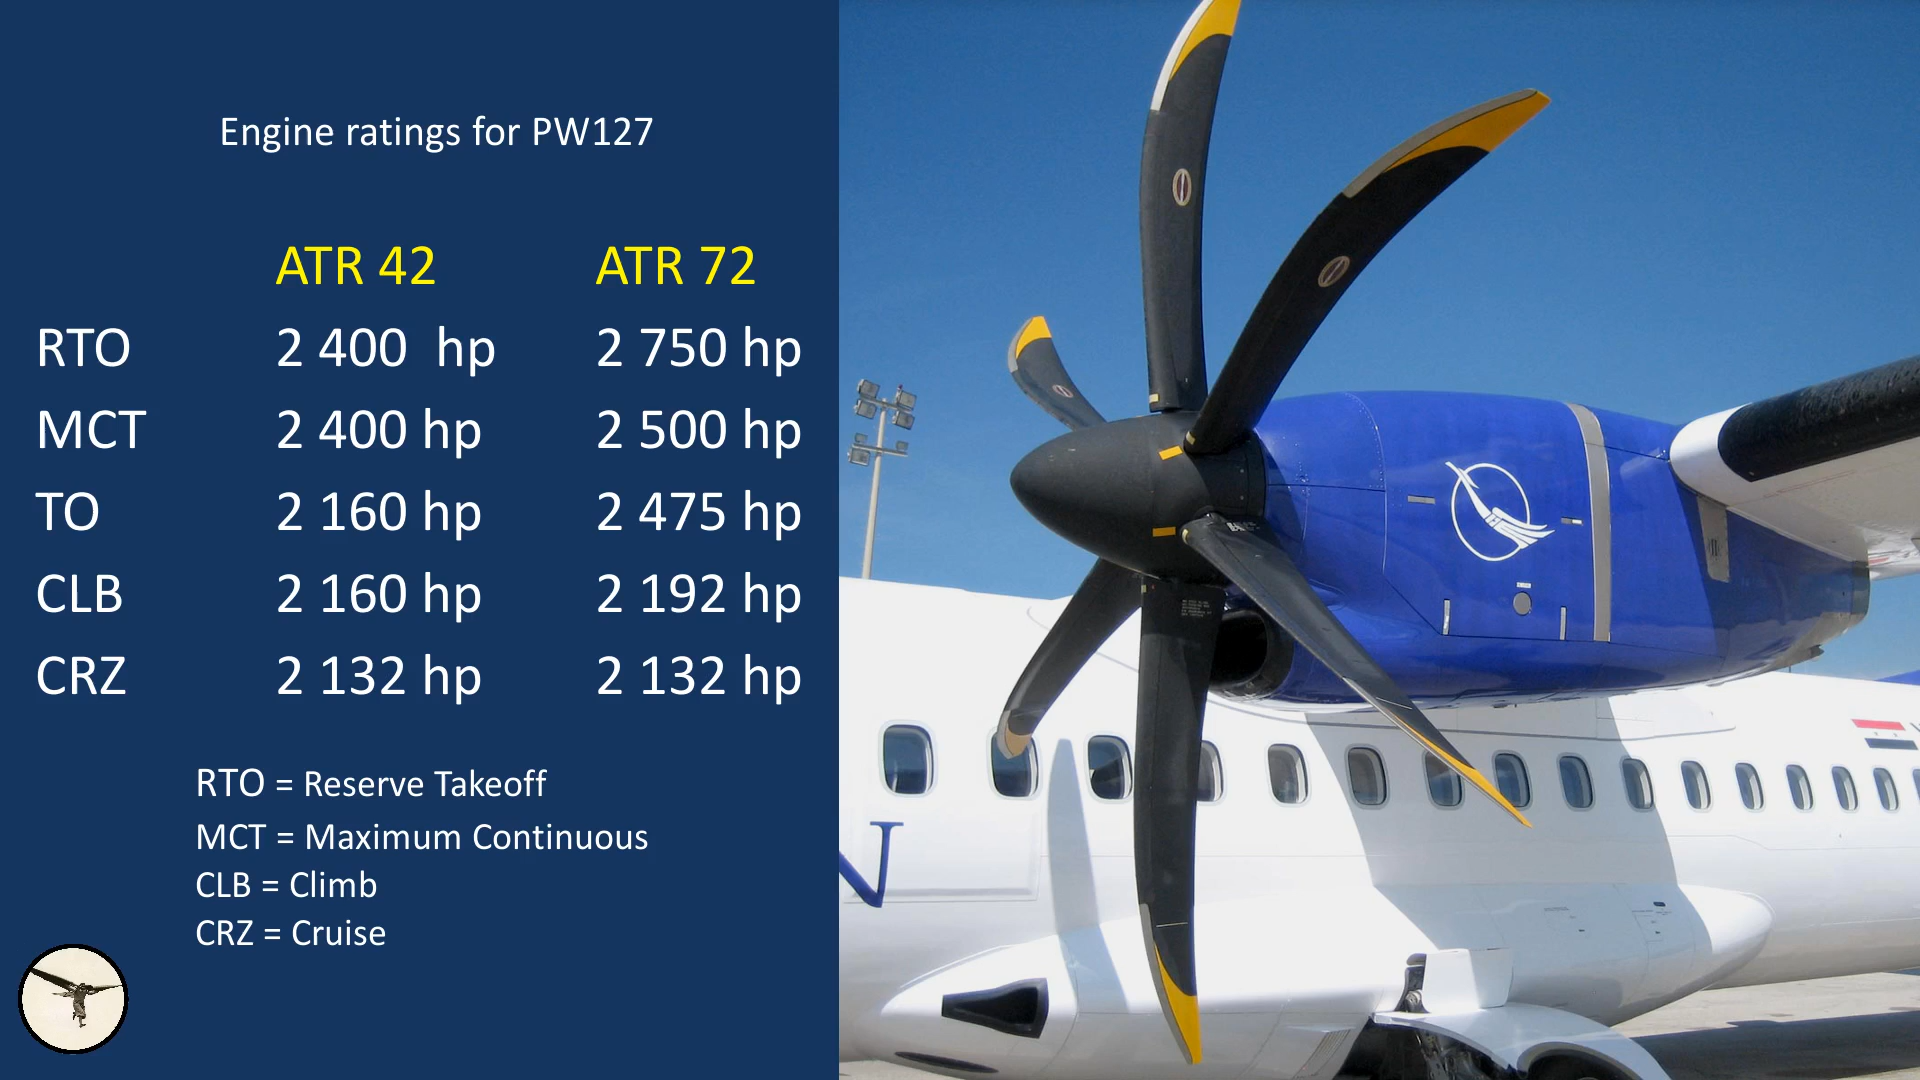 Engine ratings for PW127
ATR 42 ATR 72
RTO 2 400 hp 2 750 hp
MCT 2 400 hp 2 500 hp
TO 2 160 hp 2 475 hp
CLB 2 160 hp 2 192 hp
CRZ 2 132 hp 2 132 hp
RTO = Reserve Takeoff
MCT = Maximum Continuous
CLB = Climb
CRZ = Cruise
N